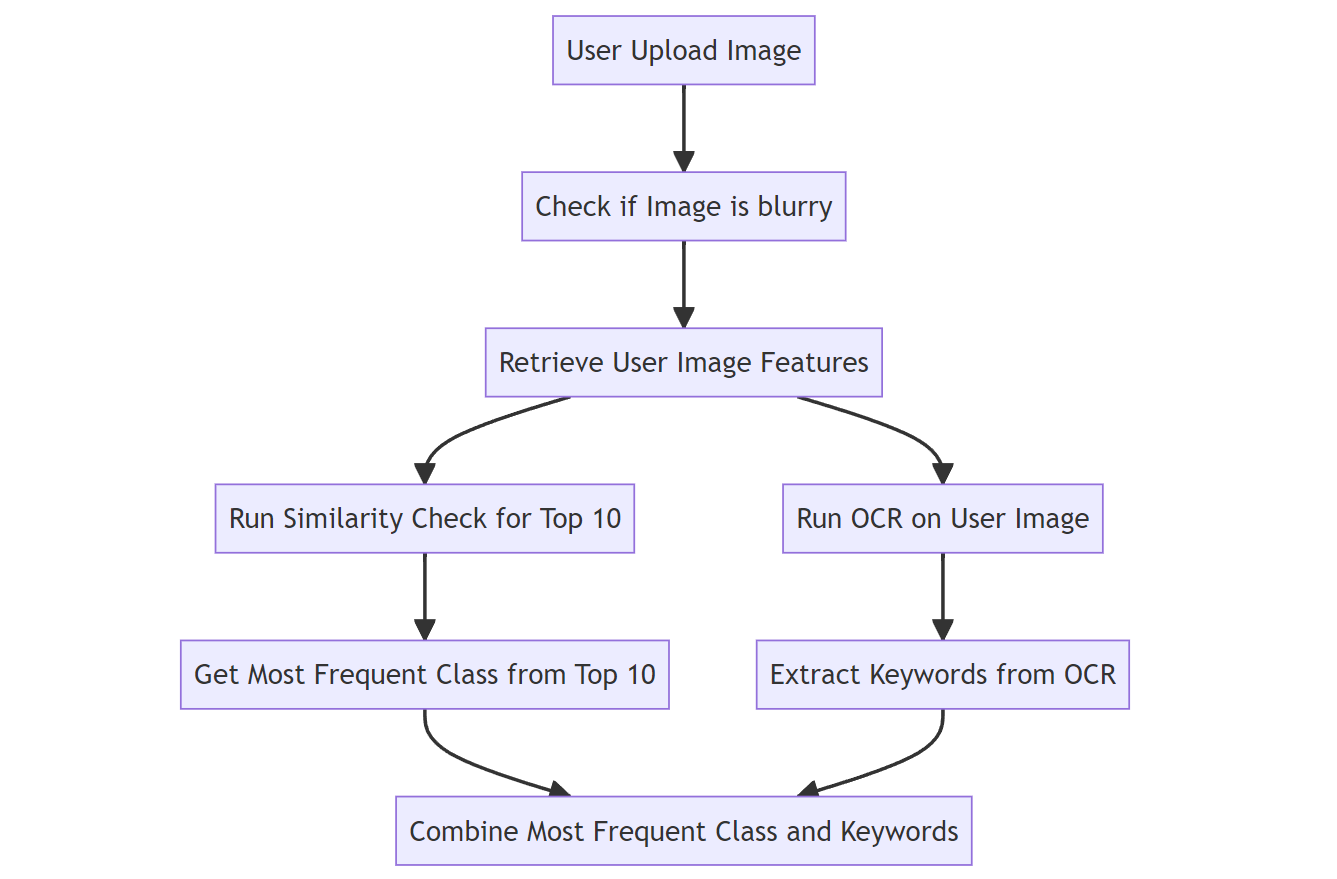 User Upload Image
Check if Image is blurry
Retrieve User Image Features
Run Similarity Check for Top 10
Run OCR on User Image
Get Most Frequent Class from Top 10
Extract Keywords from OCR
Combine Most Frequent Class and Keywords